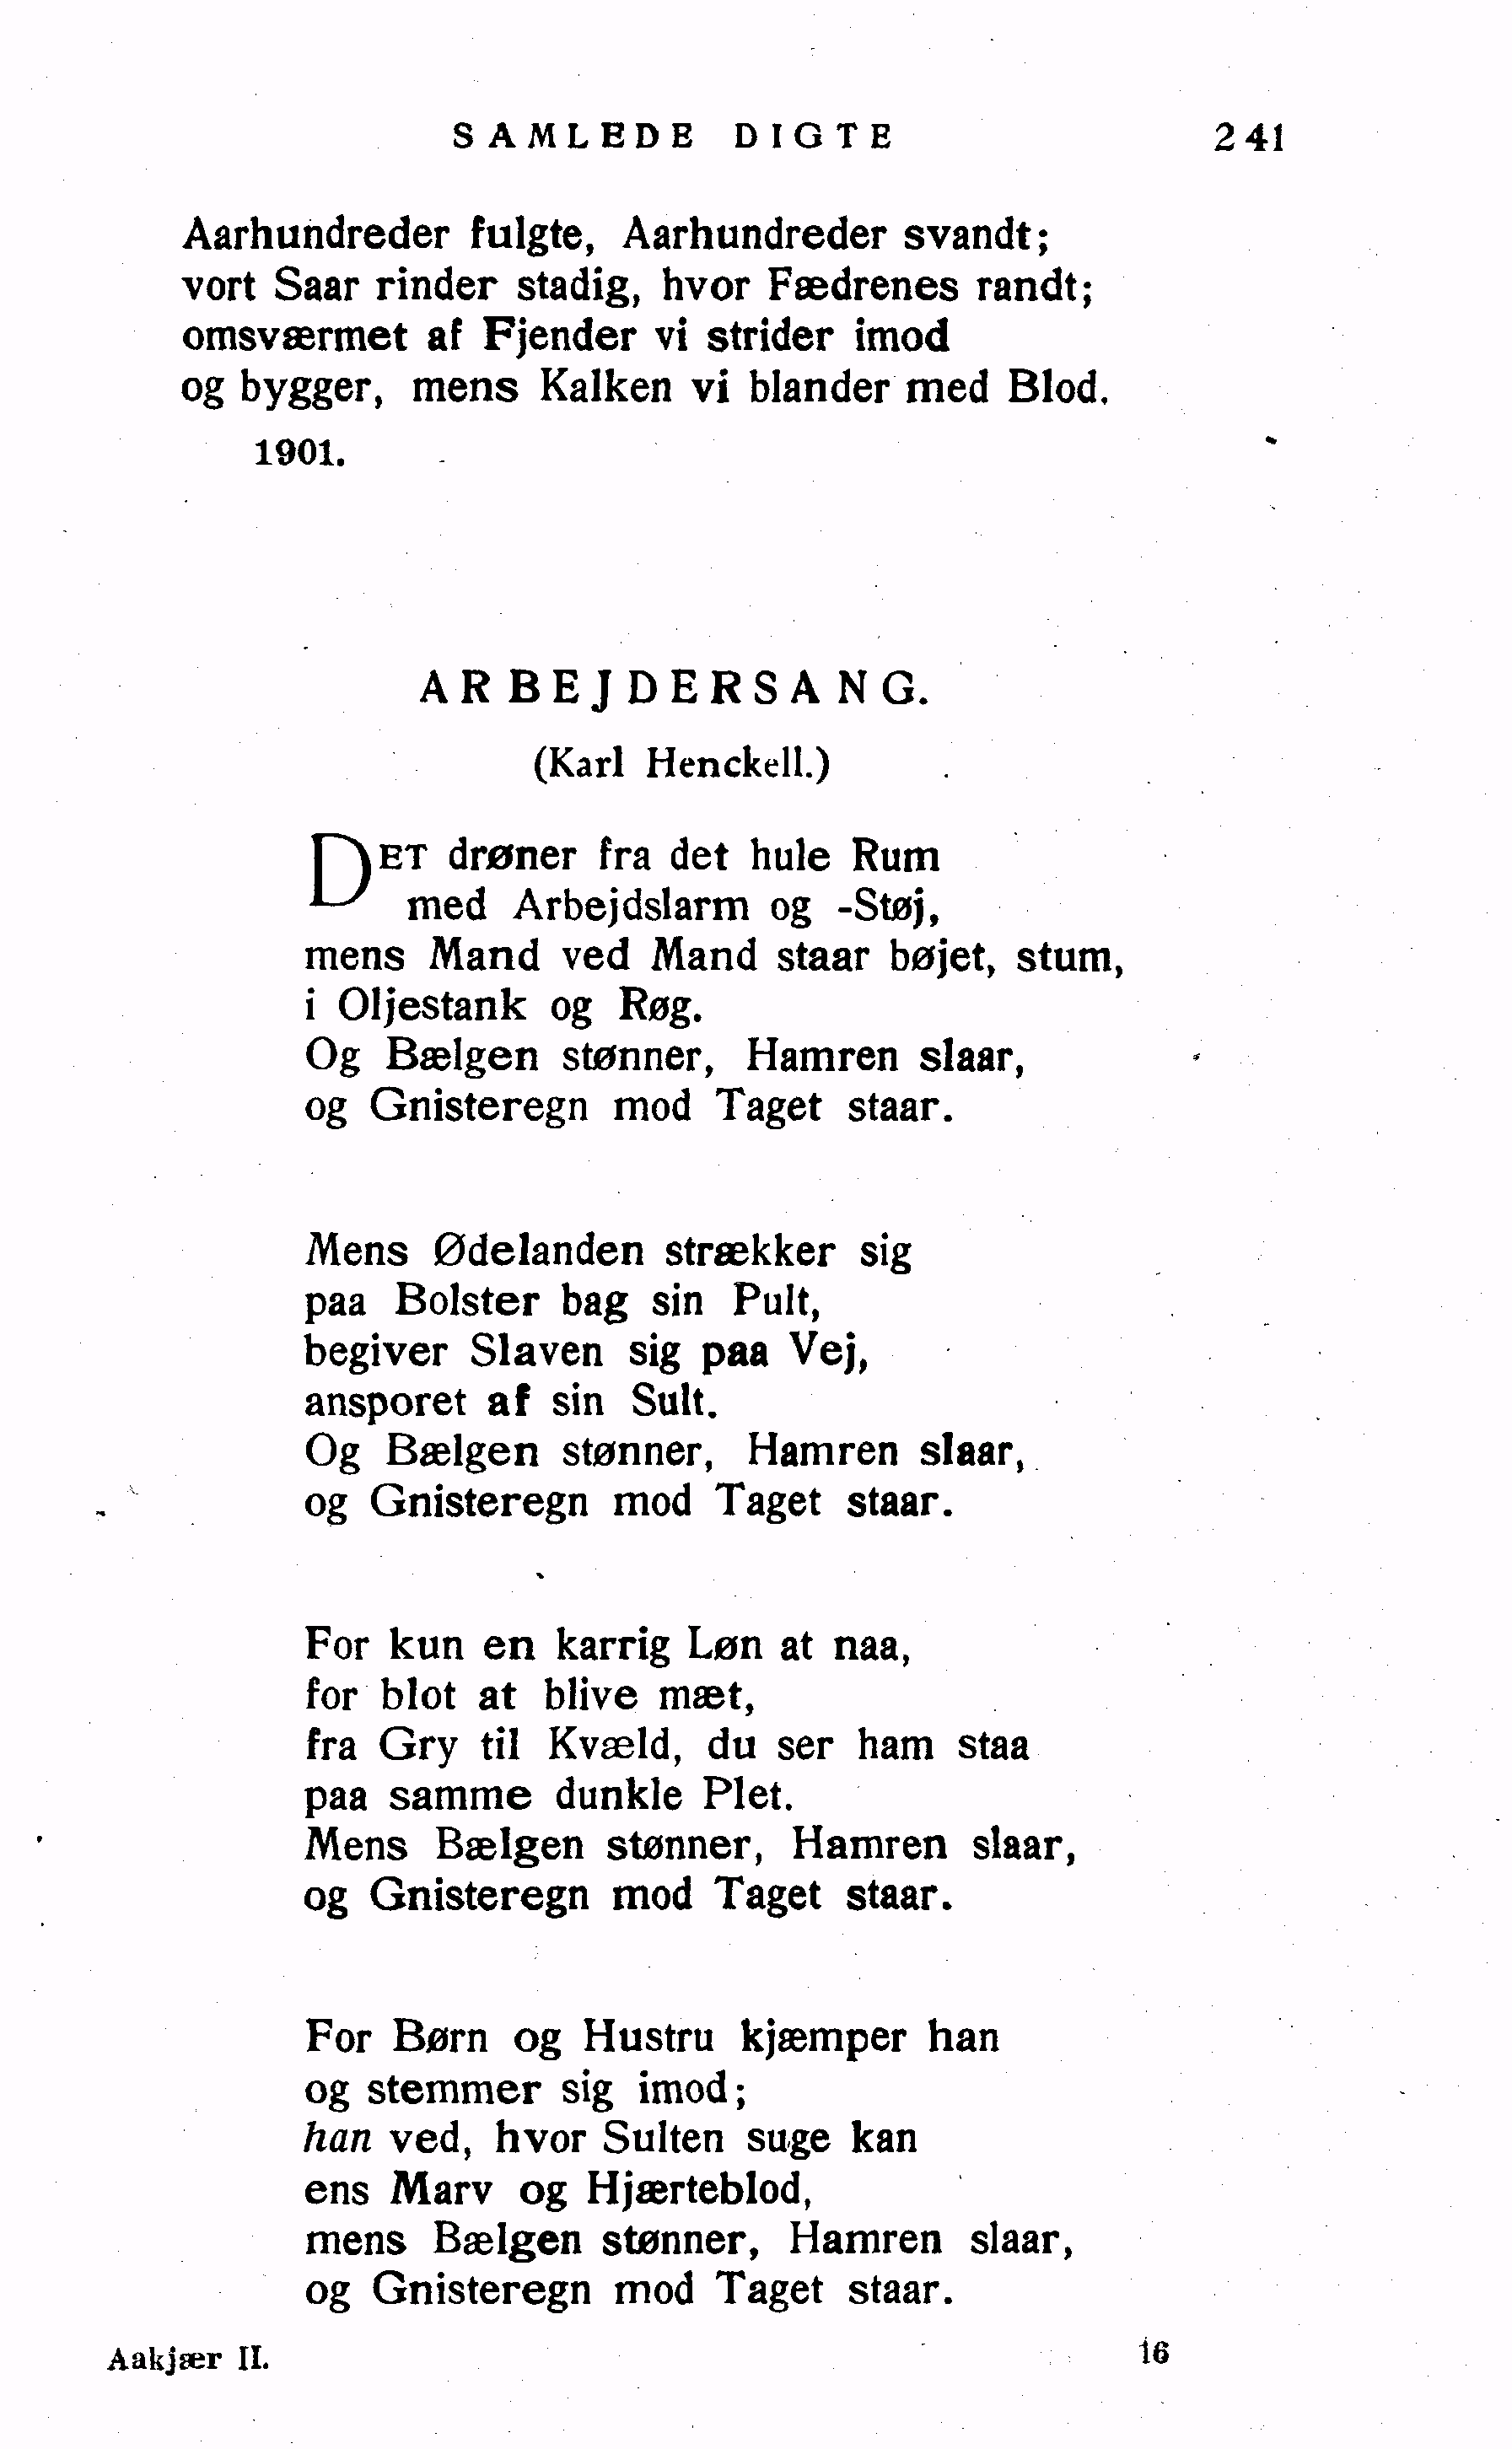 SAMLEDE DIGTE 241
Aarhundreder fulgte, Aarhundreder svandt;
vort Saar rinder stadig, hvor Fædrenes randt;
omsværmet af Fjender vi strider imod
og bygger, mens Kalken vi blander med Blod.
1901.
ARBEJDERSANG.
(Karl Henckell.)
DET drøner fra det hule Rum
med Arbejdslarm og -Støj,
mens Mand ved Mand staar bøjet, stum,
i Oljestank og Røg.
Og Bælgen stønner, Hamren slaar,
og Gnisteregn mod Taget staar.
Mens Ødelanden strækker sig
paa Bolster bag sin Pult,
begiver Slaven sig paa Vej,
ansporet af sin Sult.
Og Bælgen stønner, Hamren slaar,
og Gnisteregn mod Taget staar.
For kun en karrig Løn at naa,
for blot at blive mæt,
fra Gry til Kvæld, du ser ham staa
paa samme dunkle Plet.
Mens Bælgen stønner, Hamren slaar,
og Gnisteregn mod Taget staar.
For Børn og Hustru kjæmper han
og stemmer sig imod;
han ved, hvor Sulten suge kan
ens Marv og Hjærteblod,
mens Bælgen stønner, Hamren slaar,
og Gnisteregn mod Taget staar.
Aakjær II. 16